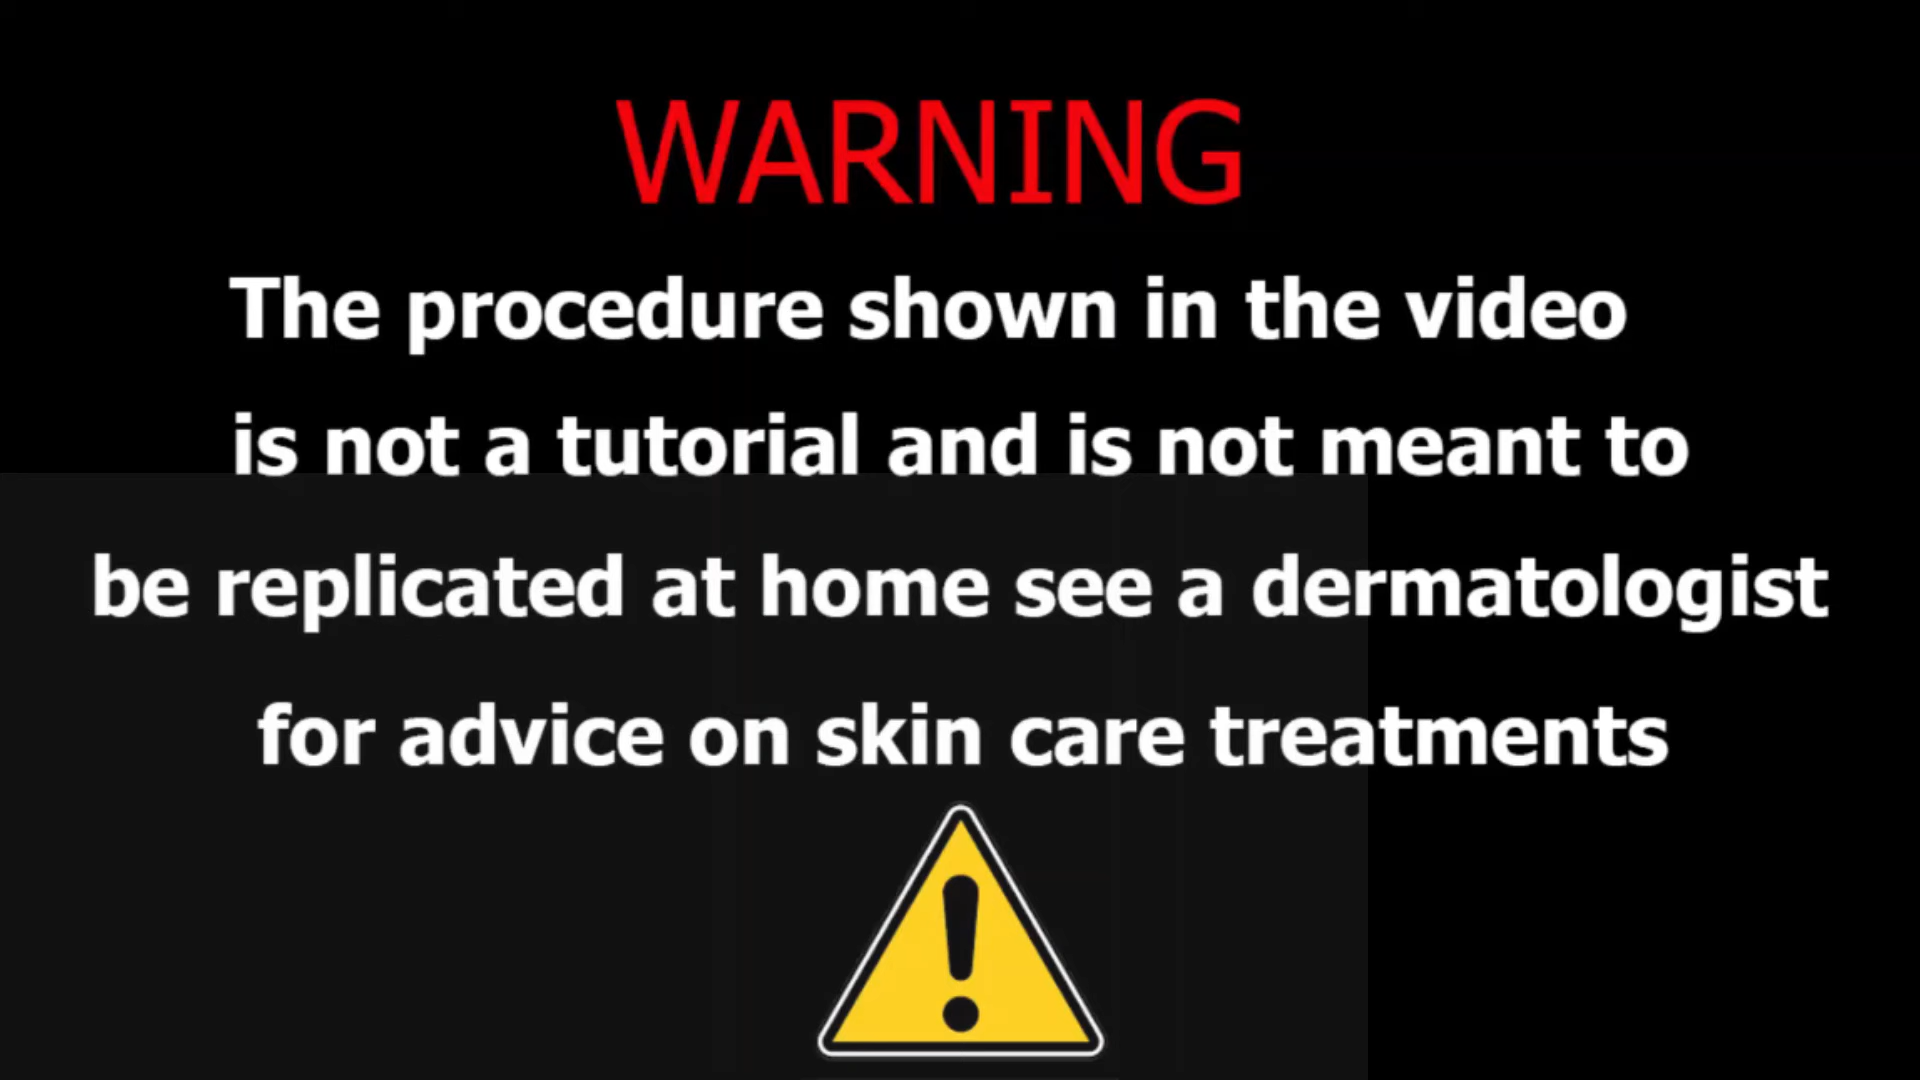 WARNING
The procedure shown in the video
is not a tutorial and is not meant to
be replicated at home see a dermatologist
for advice on skin care treatments